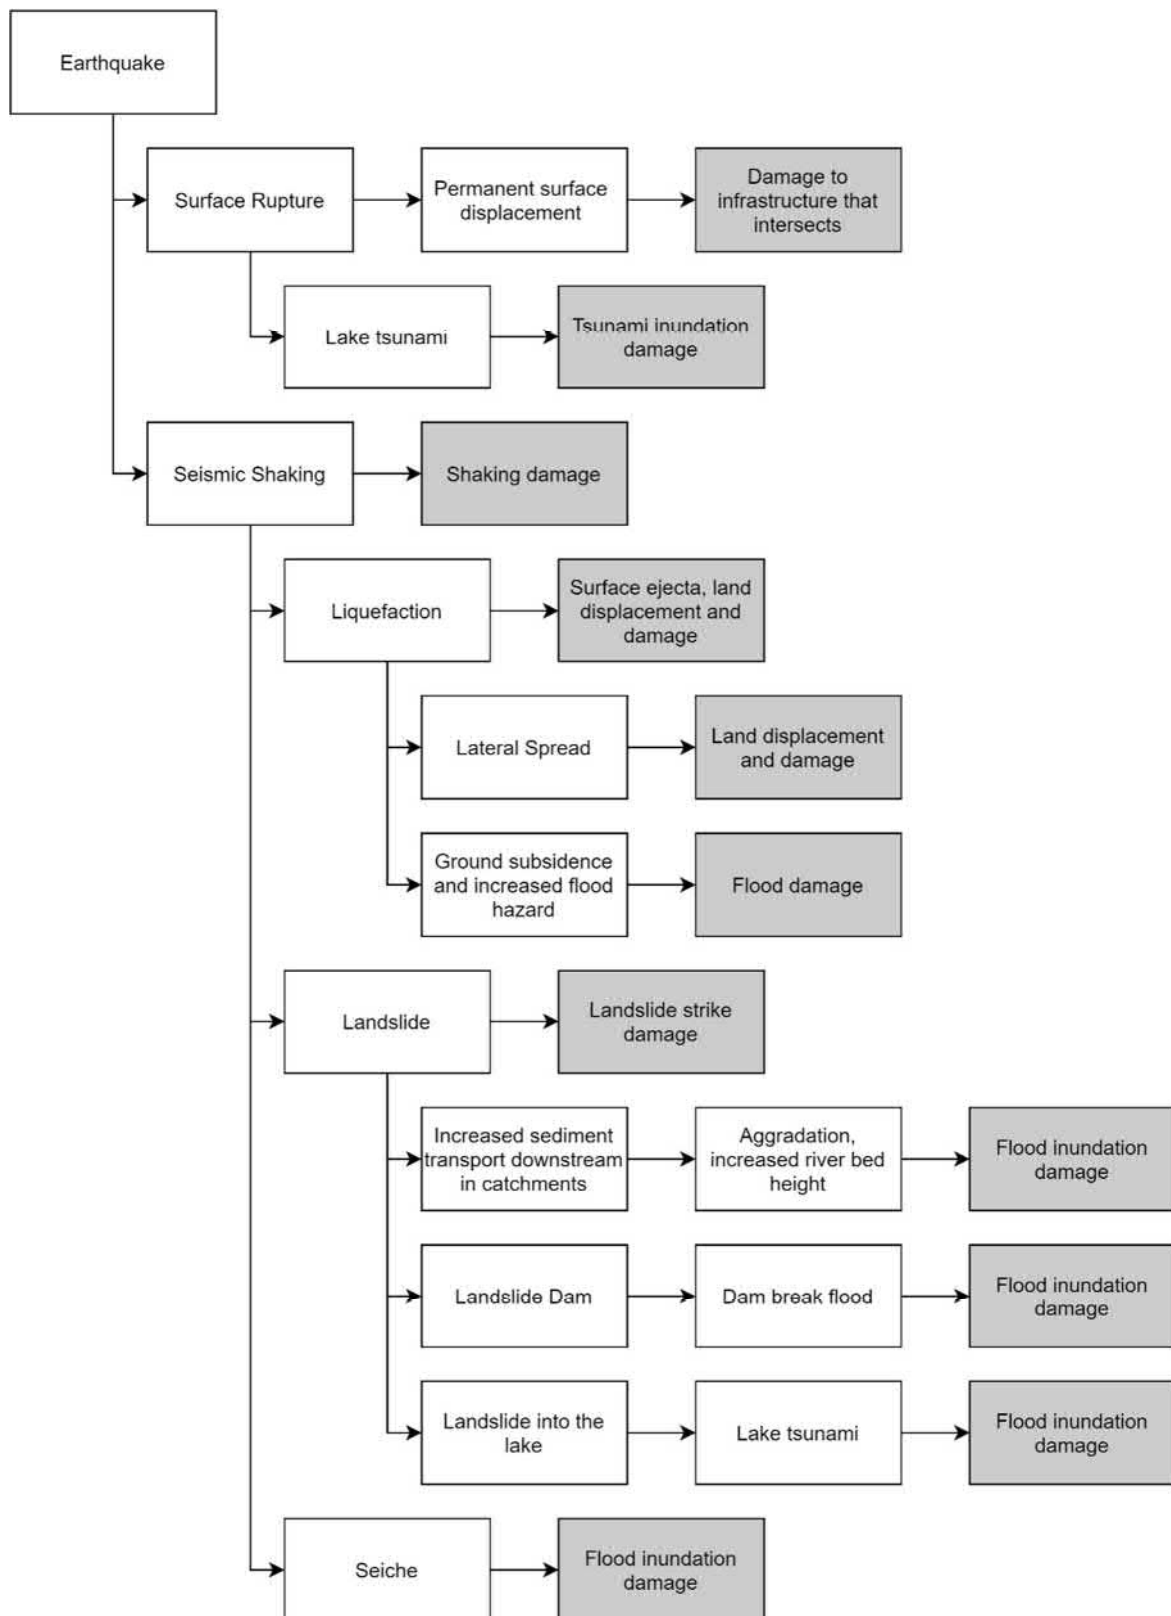 Earthquake
Surface Rupture
Permanent surface
displacement
Damage to
infrastructure that
intersects
Lake tsunami
Tsunami inundation
damage
Seismic Shaking
Shaking damage
Liquefaction
Surface ejecta, land
displacement and
damage
Lateral Spread
Land displacement
and damage
Ground subsidence
and increased flood
hazard
Flood damage
Landslide
Landslide strike
damage
Increased sediment
transport downstream
in catchments
Aggradation,
increased river bed
height
Flood inundation
damage
Landslide Dam
Dam break flood
Flood inundation
damage
Landslide into the
lake
Lake tsunami
Flood inundation
damage
Seiche
Flood inundation
damage